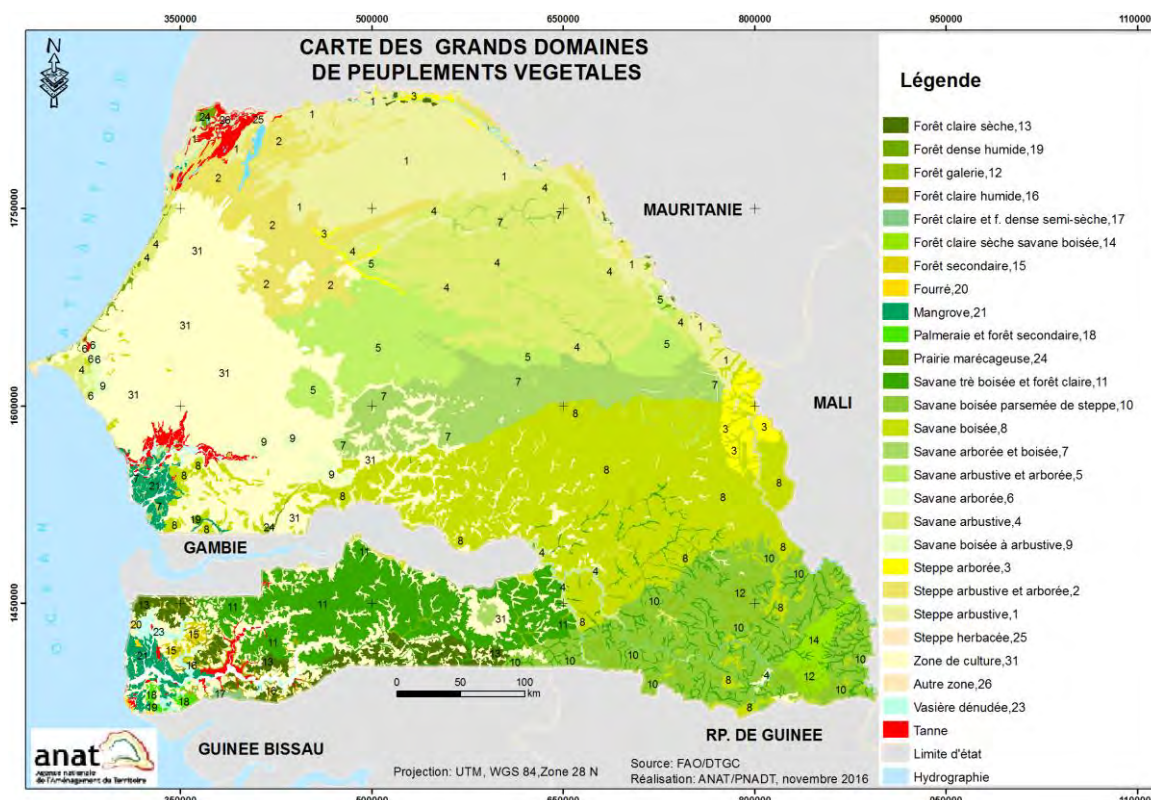 350000 500000 650000 800000 950000 110000
CARTE DES GRANDS DOMAINES
DE PEUPLEMENTS VEGETALES
N
1750000
1600000
1450000
OCEAN ATLANTIQUE
MAURITANIE
MALI
GAMBIE
GUINEE BISSAU
RP. DE GUINEE
Légende
Forêt claire sèche,13
Forêt dense humide,19
Forêt galerie,12
Forêt claire humide,16
Forêt claire et f. dense semi-sèche,17
Forêt claire sèche savane boisée,14
Forêt secondaire,15
Fourré,20
Mangrove,21
Palmeraie et forêt secondaire,18
Prairie marécageuse,24
Savane trè boisée et forêt claire,11
Savane boisée parsemée de steppe,10
Savane boisée,8
Savane arborée et boisée,7
Savane arbustive et arborée,5
Savane arborée,6
Savane arbustive,4
Savane boisée à arbustive,9
Steppe arborée,3
Steppe arbustive et arborée,2
Steppe arbustive,1
Steppe herbacée,25
Zone de culture,31
Autre zone,26
Vasière dénudée,23
Tanne
Limite d'état
Hydrographie
0 50 100
km
anat
Agence nationale
de l'Aménagement du Territoire
Projection: UTM, WGS 84,Zone 28 N
Source: FAO/DTGC
Réalisation: ANAT/PNADT, novembre 2016
350000 500000 650000 800000 950000 110000